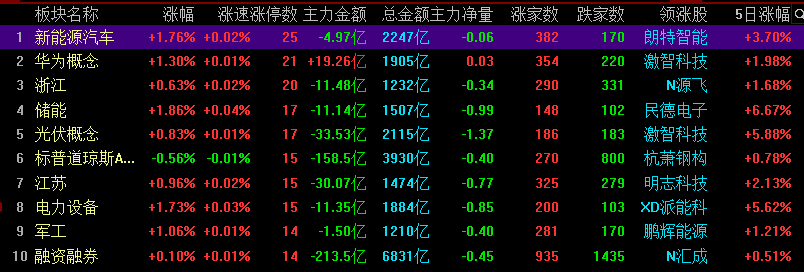 板块名称 涨幅 涨速 涨停数 主力金额 总金额 主力净量 涨家数 跌家数 领涨股 5日涨幅
1 新能源汽车 +1.76% +0.02% 25 -4.97亿 2247亿 -0.06 382 170 朗特智能 +3.70%
2 华为概念 +1.30% +0.01% 21 +19.26亿 1905亿 0.03 354 220 激智科技 +1.98%
3 浙江 +0.63% +0.02% 20 -11.48亿 1232亿 -0.34 290 331 N源飞 +1.68%
4 储能 +1.86% +0.04% 17 -11.14亿 1507亿 -0.99 148 102 民德电子 +6.67%
5 光伏概念 +0.83% +0.01% 17 -33.53亿 2115亿 -1.37 186 183 激智科技 +5.88%
6 标普道琼斯A... -0.56% -0.01% 15 -158.5亿 3930亿 -0.40 270 800 杭萧钢构 +0.78%
7 江苏 +0.96% +0.02% 15 -30.07亿 1474亿 -0.77 325 279 明志科技 +2.13%
8 电力设备 +1.73% +0.03% 15 -11.35亿 1884亿 -0.85 200 103 XD派能科 +5.62%
9 军工 +1.06% +0.01% 14 -1.50亿 1210亿 -0.40 281 170 鹏辉能源 +1.21%
10 融资融券 +0.10% +0.01% 14 -213.5亿 6831亿 -0.45 935 1435 N汇成 +0.51%